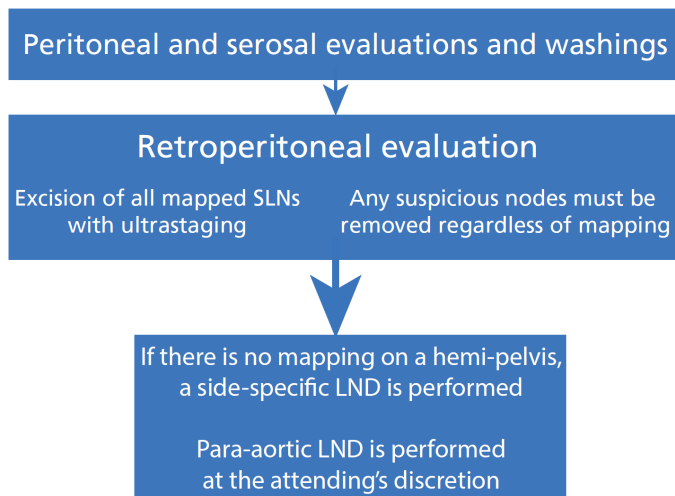 Peritoneal and serosal evaluations and washings
Retroperitoneal evaluation
Excision of all mapped SLNs
with ultrastaging
Any suspicious nodes must be
removed regardless of mapping
If there is no mapping on a hemi-pelvis,
a side-specific LND is performed
Para-aortic LND is performed
at the attending’s discretion